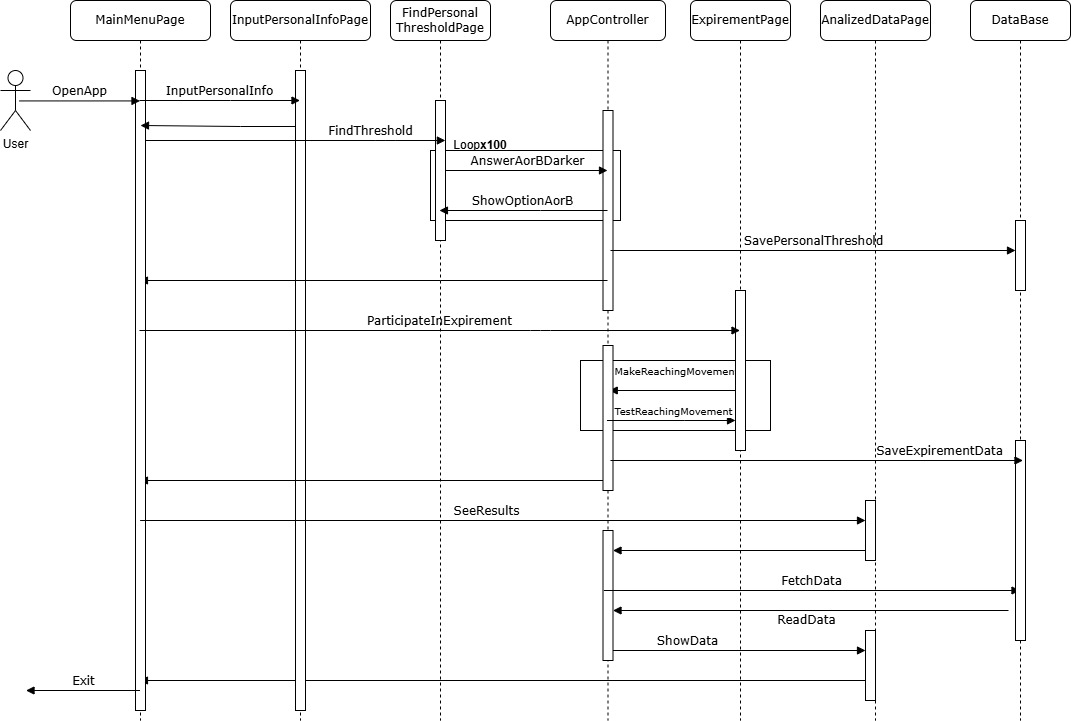 MainMenuPage
InputPersonalInfoPage
FindPersonal
ThresholdPage
AppController
ExpirementPage
AnalizedDataPage
DataBase
OpenApp
InputPersonalInfo
User
FindThreshold
Loopx100
AnswerAorBDarker
ShowOptionAorB
SavePersonalThreshold
ParticipateInExpirement
MakeReachingMovemen
TestReachingMovement
SaveExpirementData
SeeResults
FetchData
ReadData
ShowData
Exit